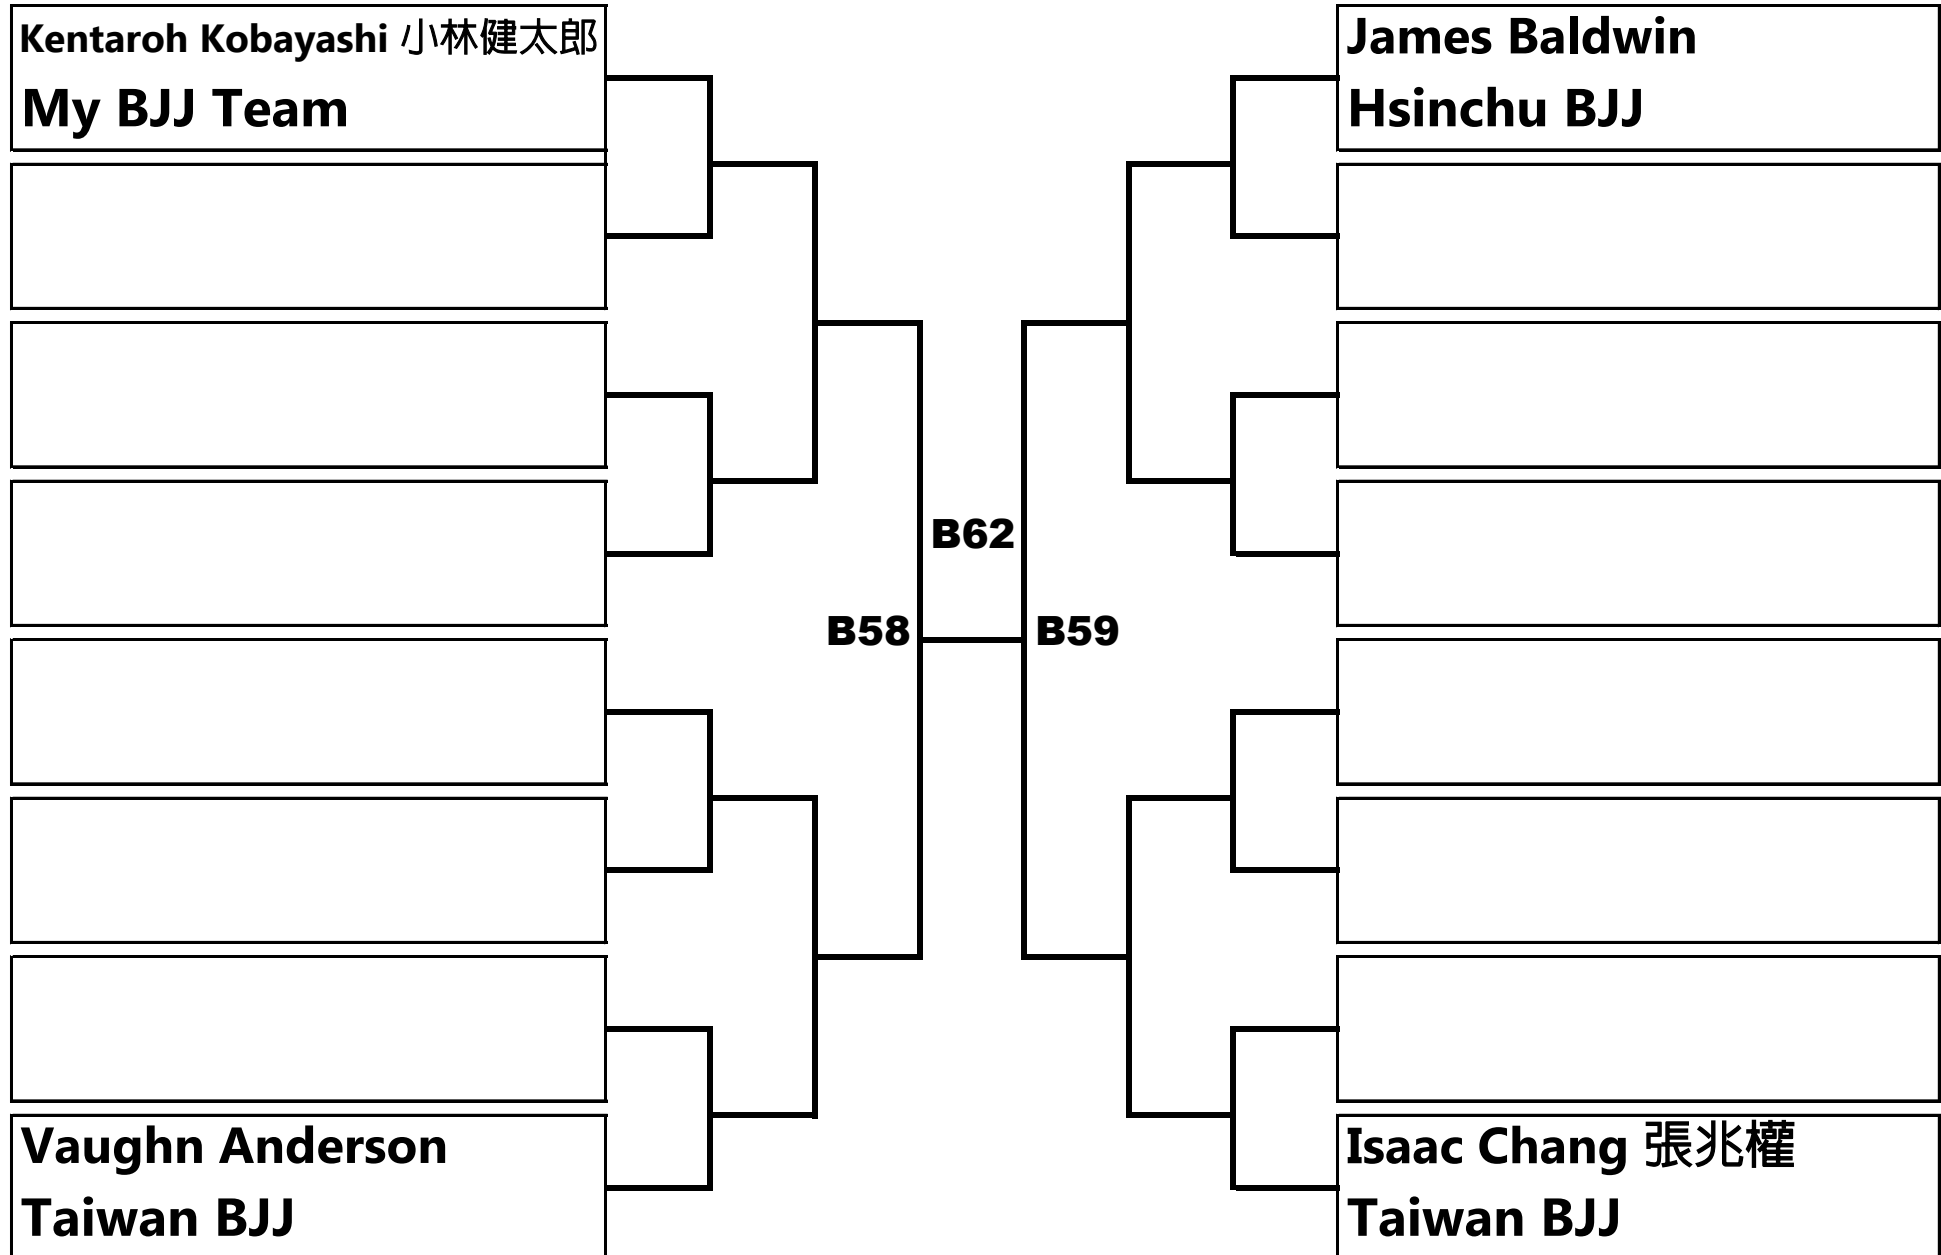 Kentaroh Kobayashi 小林健太郎
My BJJ Team
James Baldwin
Hsinchu BJJ
B62
B58
B59
Vaughn Anderson
Taiwan BJJ
Isaac Chang 張兆權
Taiwan BJJ